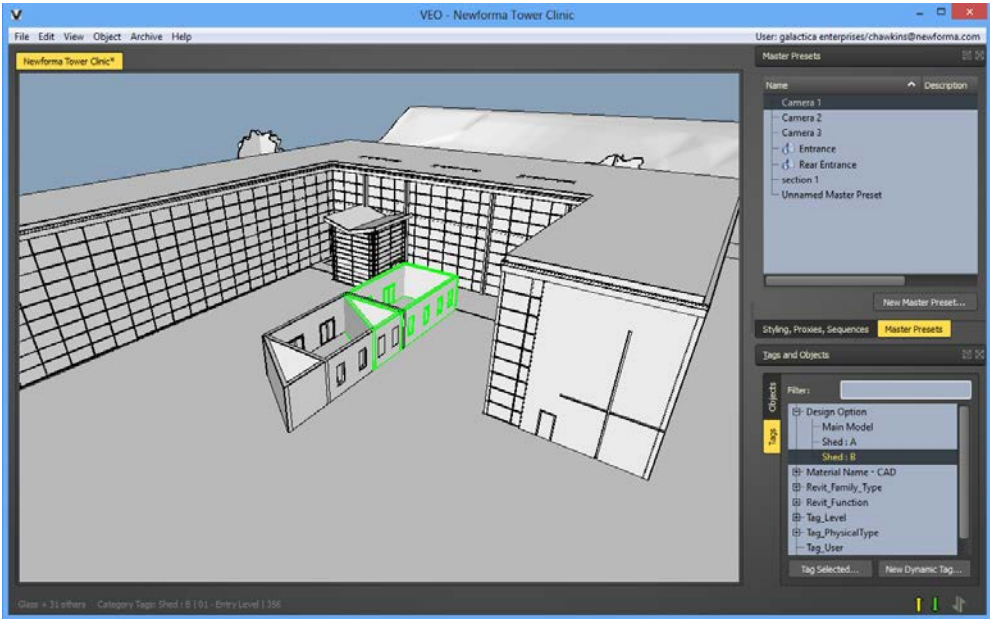 VEO - Newforma Tower Clinic
File Edit View Object Archive Help
User: galactica enterprises/chawkins@newforma.com
Newforma Tower Clinic*
Master Presets
Name Description
Camera 1
Camera 2
Camera 3
Entrance
Rear Entrance
section 1
Unnamed Master Preset
New Master Preset...
Styling, Proxies, Sequences Master Presets
Tags and Objects
Objects
Tags
Filter:
Design Option
Main Model
Shed : A
Shed : B
Material Name - CAD
Revit_Family_Type
Revit_Function
Tag_Level
Tag_PhysicalType
Tag_User
Tag Selected... New Dynamic Tag...
Glass + 31 others Category Tags: Shed : B | 01 - Entry Level | 356